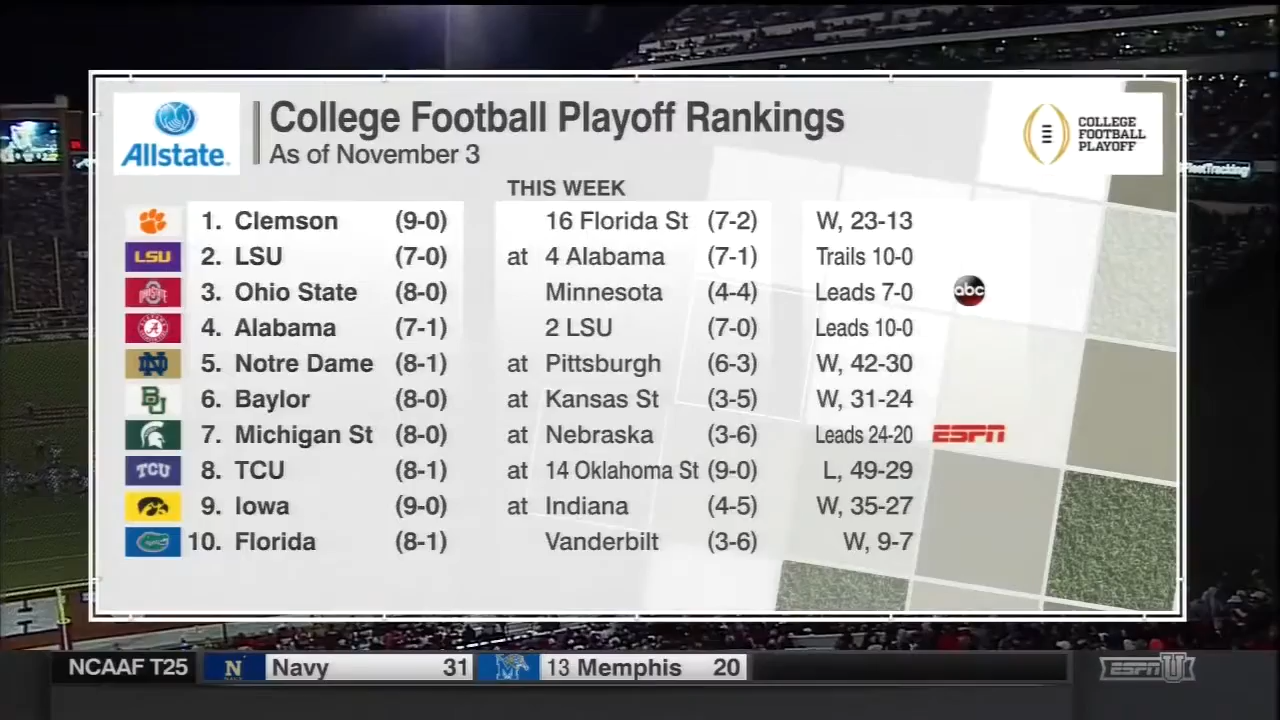 Allstate.
College Football Playoff Rankings
As of November 3
COLLEGE
FOOTBALL
PLAYOFF
THIS WEEK
1. Clemson (9-0) 16 Florida St (7-2) W, 23-13
LSU 2. LSU (7-0) at 4 Alabama (7-1) Trails 10-0
OHIO STATE 3. Ohio State (8-0) Minnesota (4-4) Leads 7-0 abc
A 4. Alabama (7-1) 2 LSU (7-0) Leads 10-0
ND 5. Notre Dame (8-1) at Pittsburgh (6-3) W, 42-30
BU 6. Baylor (8-0) at Kansas St (3-5) W, 31-24
7. Michigan St (8-0) at Nebraska (3-6) Leads 24-20 ESPN
TCU 8. TCU (8-1) at 14 Oklahoma St (9-0) L, 49-29
9. Iowa (9-0) at Indiana (4-5) W, 35-27
10. Florida (8-1) Vanderbilt (3-6) W, 9-7
NCAAF T25 N NAVY Navy 31 M 13 Memphis 20 ESPNU